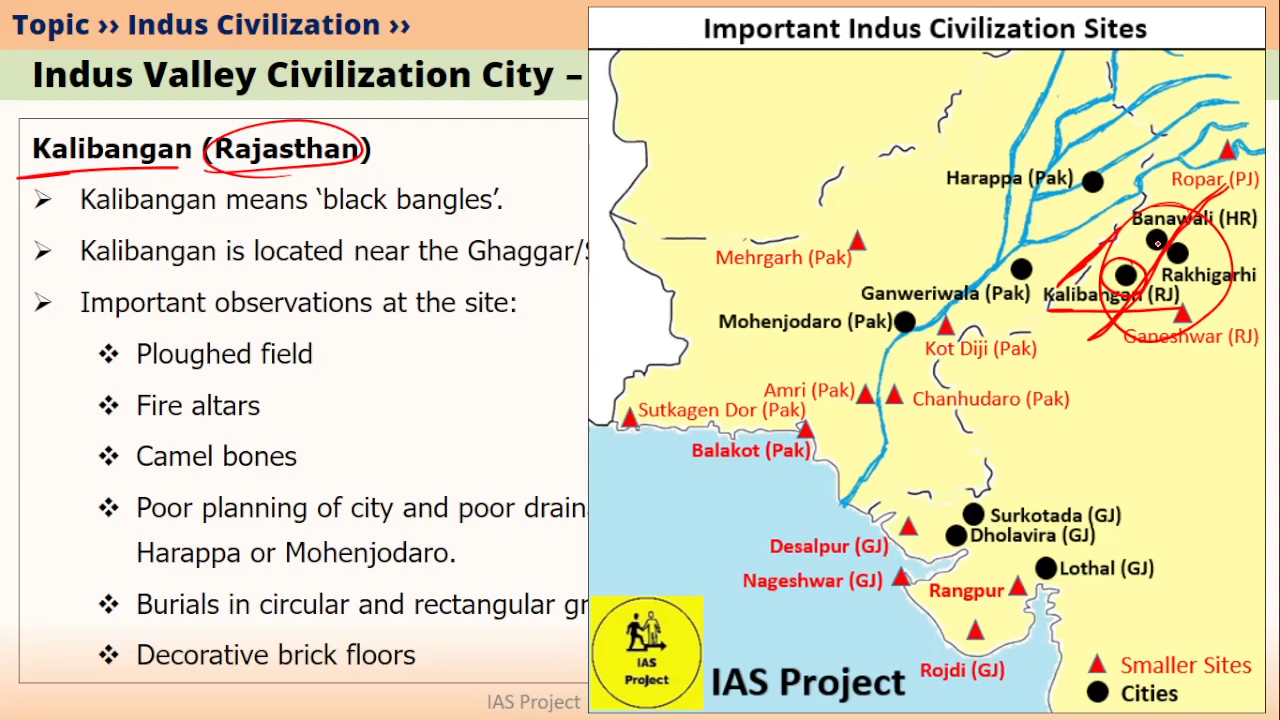 Topic ›› Indus Civilization ››
Indus Valley Civilization City –
Kalibangan (Rajasthan)
➢ Kalibangan means ‘black bangles’.
➢ Kalibangan is located near the Ghaggar/
➢ Important observations at the site:
❖ Ploughed field
❖ Fire altars
❖ Camel bones
❖ Poor planning of city and poor
Harappa or Mohenjodaro.
❖ Burials in circular and rectangular
❖ Decorative brick floors
IAS Project
Important Indus Civilization Sites
Harappa (Pak)
Ropar (PJ)
Banawali (HR)
Mehrgarh (Pak)
Rakhigarhi
Ganweriwala (Pak)
Kalibangan (RJ)
Mohenjodaro (Pak)
Ganeshwar (RJ)
Kot Diji (Pak)
Amri (Pak)
Chanhudaro (Pak)
Sutkagen Dor (Pak)
Balakot (Pak)
Surkotada (GJ)
Dholavira (GJ)
Desalpur (GJ)
Lothal (GJ)
Nageshwar (GJ)
Rangpur
Rojdi (GJ)
IAS
Project
IAS Project
Smaller Sites
Cities